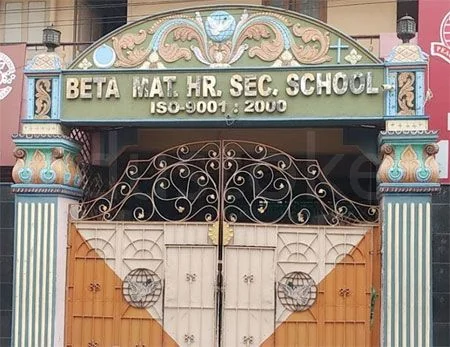 BETA MAT. HR. SEC. SCHOOL
ISO-9001 : 2000